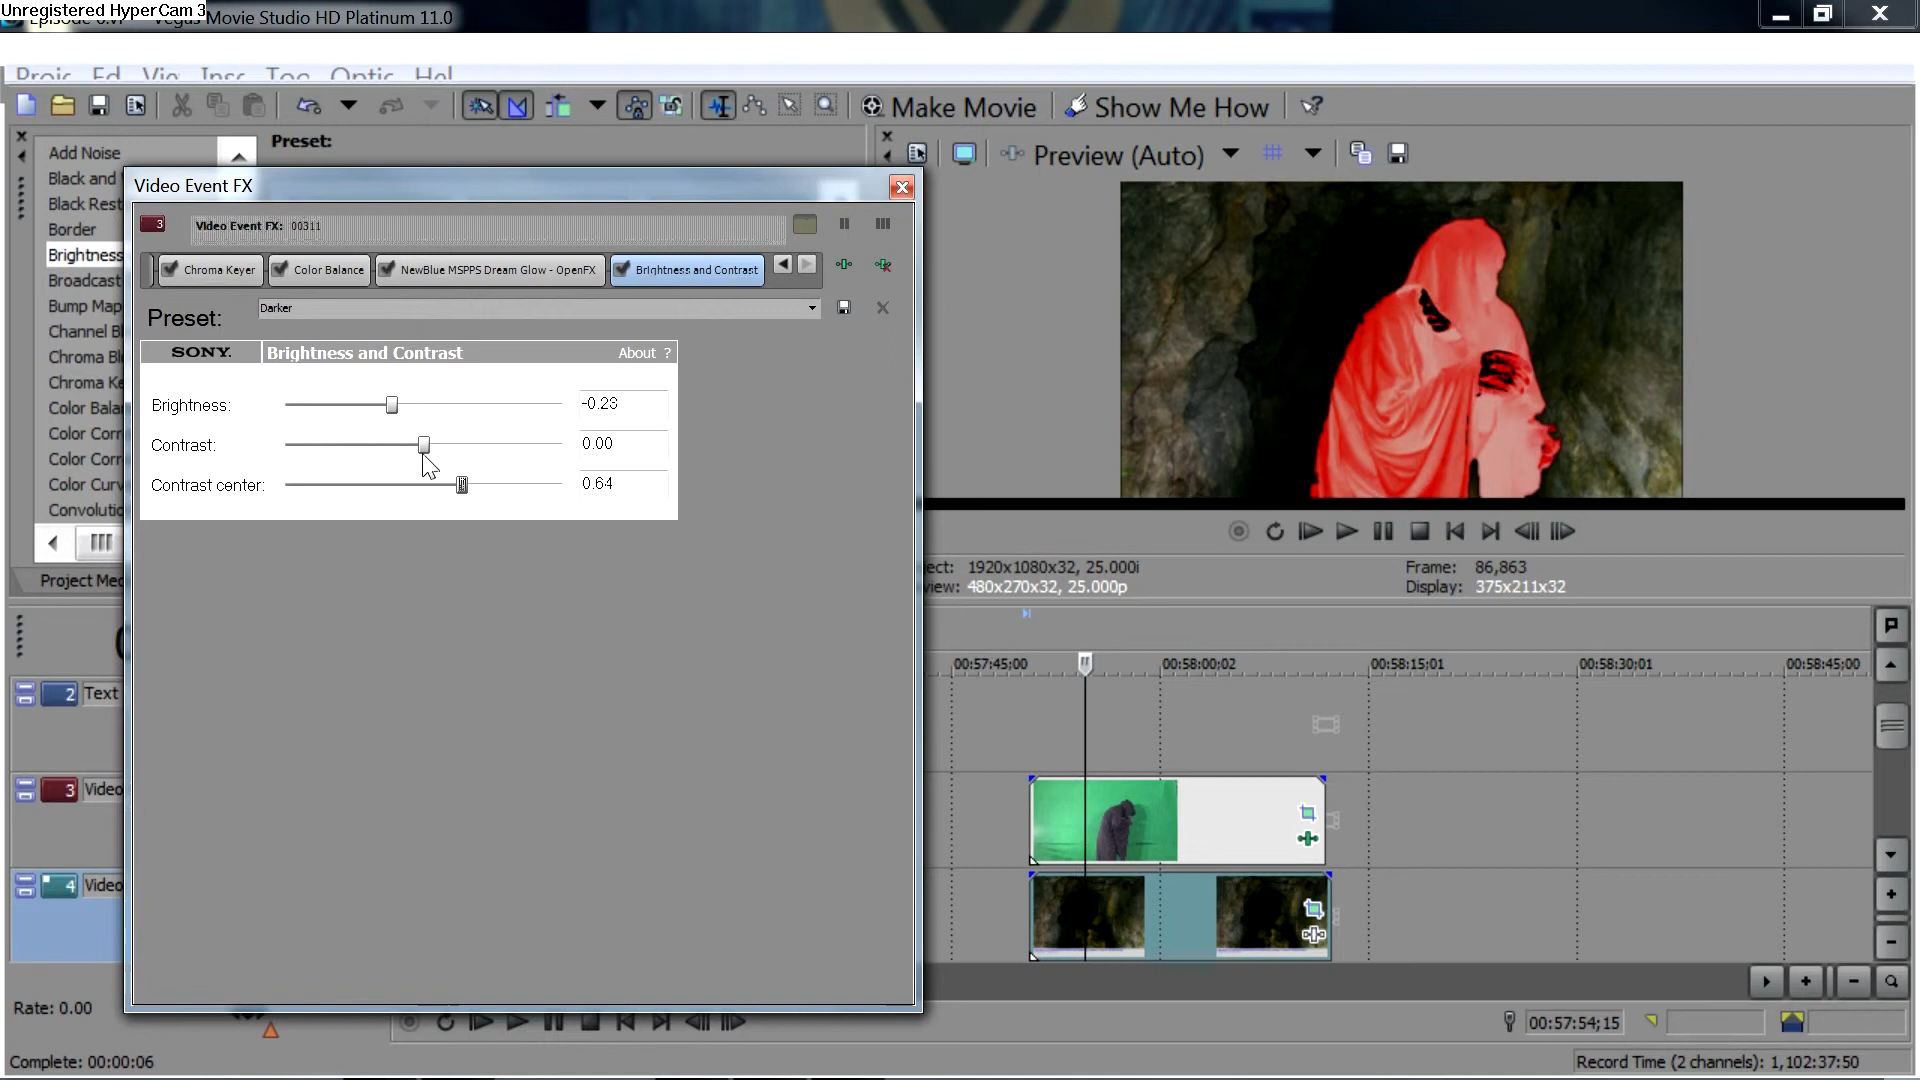 Unregistered HyperCam 3
Vegas Movie Studio HD Platinum 11.0
Make Movie
Show Me How
Add Noise
Preset:
Black and
Black Rest
Border
Brightness
Broadcast
Bump Map
Channel Bl
Chroma Bl
Chroma Ke
Color Bala
Color Corr
Color Corr
Color Curv
Convolutio
Project Med
Preview (Auto)
Video Event FX
3
Video Event FX: 00311
Chroma Keyer
Color Balance
NewBlue MSPPS Dream Glow - OpenFX
Brightness and Contrast
Preset:
Darker
SONY.
Brightness and Contrast
About ?
Brightness:
-0.23
Contrast:
0.00
Contrast center:
0.64
ject: 1920x1080x32, 25.000i
Frame: 86,863
view: 480x270x32, 25.000p
Display: 375x211x32
00:57:45;00
00:58:00;02
00:58:15;01
00:58:30;01
00:58:45;00
2 Text
3 Video
4 Video
Rate: 0.00
00:57:54;15
Complete: 00:00:06
Record Time (2 channels): 1,102:37:50